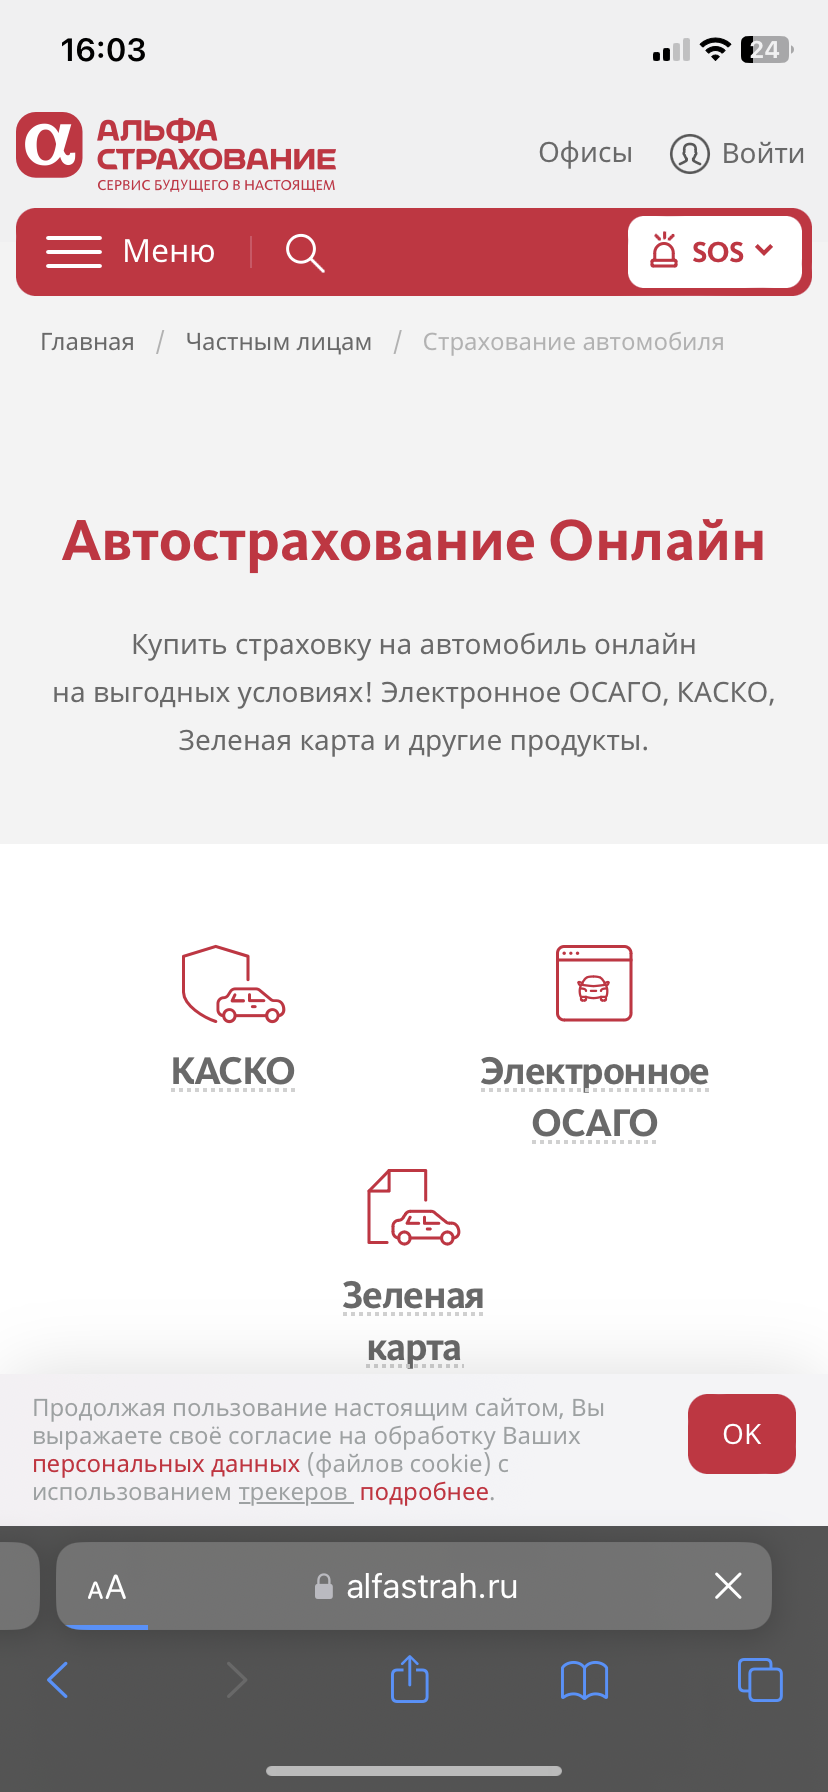 16:03
24
α АЛЬФА
СТРАХОВАНИЕ
СЕРВИС БУДУЩЕГО В НАСТОЯЩЕМ
Офисы Войти
Меню SOS
Главная / Частным лицам / Страхование автомобиля
Автострахование Онлайн
Купить страховку на автомобиль онлайн
на выгодных условиях! Электронное ОСАГО, КАСКО,
Зеленая карта и другие продукты.
КАСКО
Электронное
ОСАГО
Зеленая
карта
Продолжая пользование настоящим сайтом, Вы
выражаете своё согласие на обработку Ваших
персональных данных (файлов cookie) с
использованием трекеров подробнее.
OK
AA alfastrah.ru